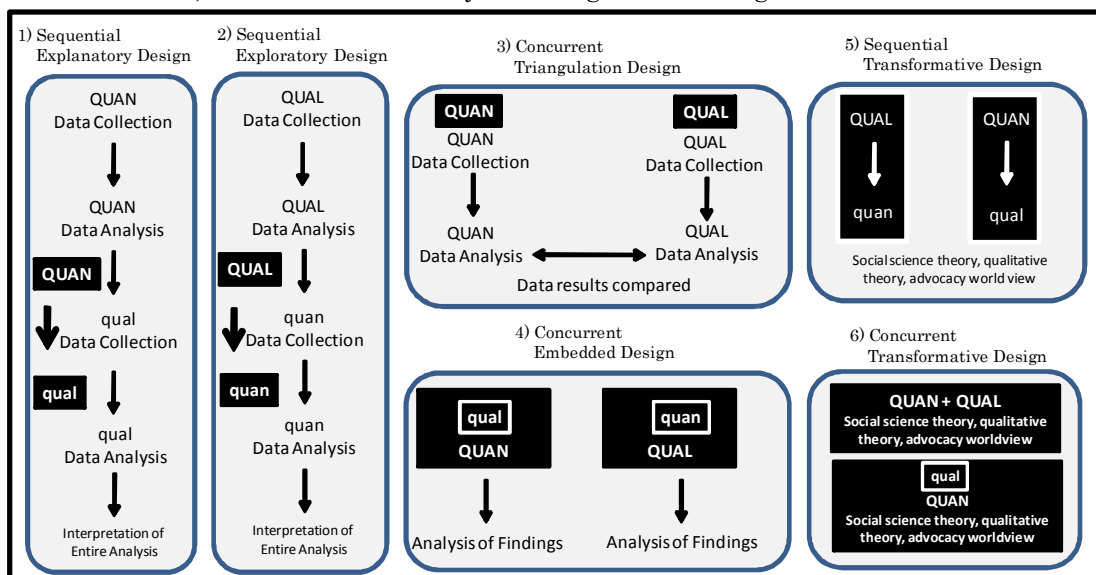 1) Sequential
Explanatory Design
QUAN
Data Collection
QUAN
Data Analysis
QUAN
qual
Data Collection
qual
qual
Data Analysis
Interpretation of
Entire Analysis
2) Sequential
Exploratory Design
QUAL
Data Collection
QUAL
Data Analysis
QUAL
quan
Data Collection
quan
quan
Data Analysis
Interpretation of
Entire Analysis
3) Concurrent
Triangulation Design
QUAN
QUAN
Data Collection
QUAN
Data Analysis
QUAL
QUAL
Data Collection
QUAL
Data Analysis
Data results compared
4) Concurrent
Embedded Design
qual
QUAN
Analysis of Findings
quan
QUAL
Analysis of Findings
5) Sequential
Transformative Design
QUAL
quan
QUAN
qual
Social science theory, qualitative
theory, advocacy world view
6) Concurrent
Transformative Design
QUAN + QUAL
Social science theory, qualitative
theory, advocacy worldview
qual
QUAN
Social science theory, qualitative
theory, advocacy worldview